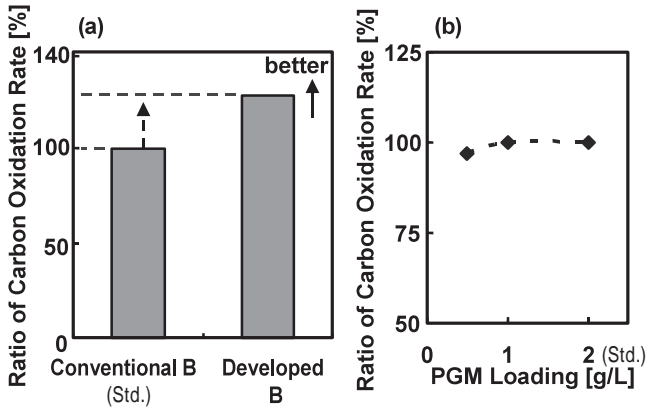 (a)
Ratio of Carbon Oxidation Rate [%]
140
100
50
0
better
Conventional B
(Std.)
Developed
B
(b)
Ratio of Carbon Oxidation Rate [%]
125
100
75
50
0
1
2 (Std.)
PGM Loading [g/L]